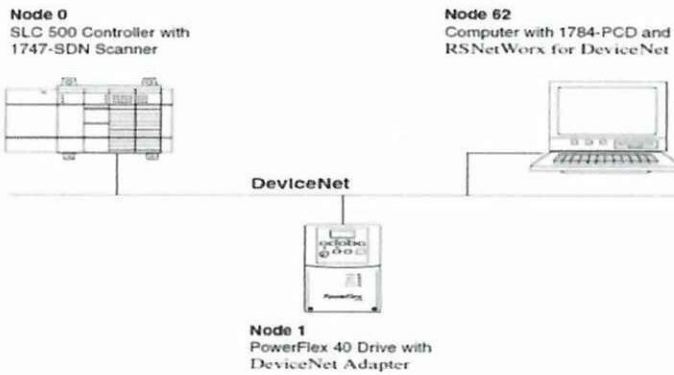 Node 0
SLC 500 Controller with
1747-SDN Scanner
Node 62
Computer with 1784-PCD and
RSNetWorx for DeviceNet
DeviceNet
PowerFlex
Node 1
PowerFlex 40 Drive with
DeviceNet Adapter